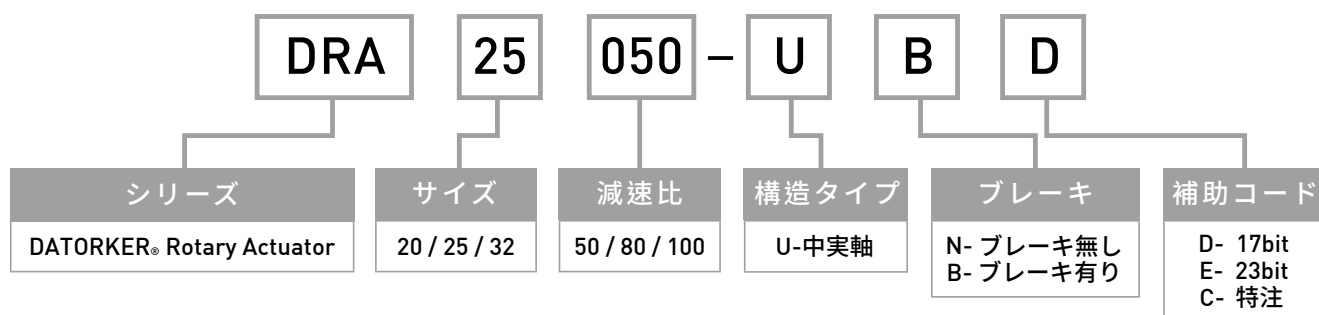 DRA 25 050 – U B D
シリーズ サイズ 減速比 構造タイプ ブレーキ 補助コード
DATORKER® Rotary Actuator 20 / 25 / 32 50 / 80 / 100 U-中実軸
N- ブレーキ無し
B- ブレーキ有り
D- 17bit
E- 23bit
C- 特注